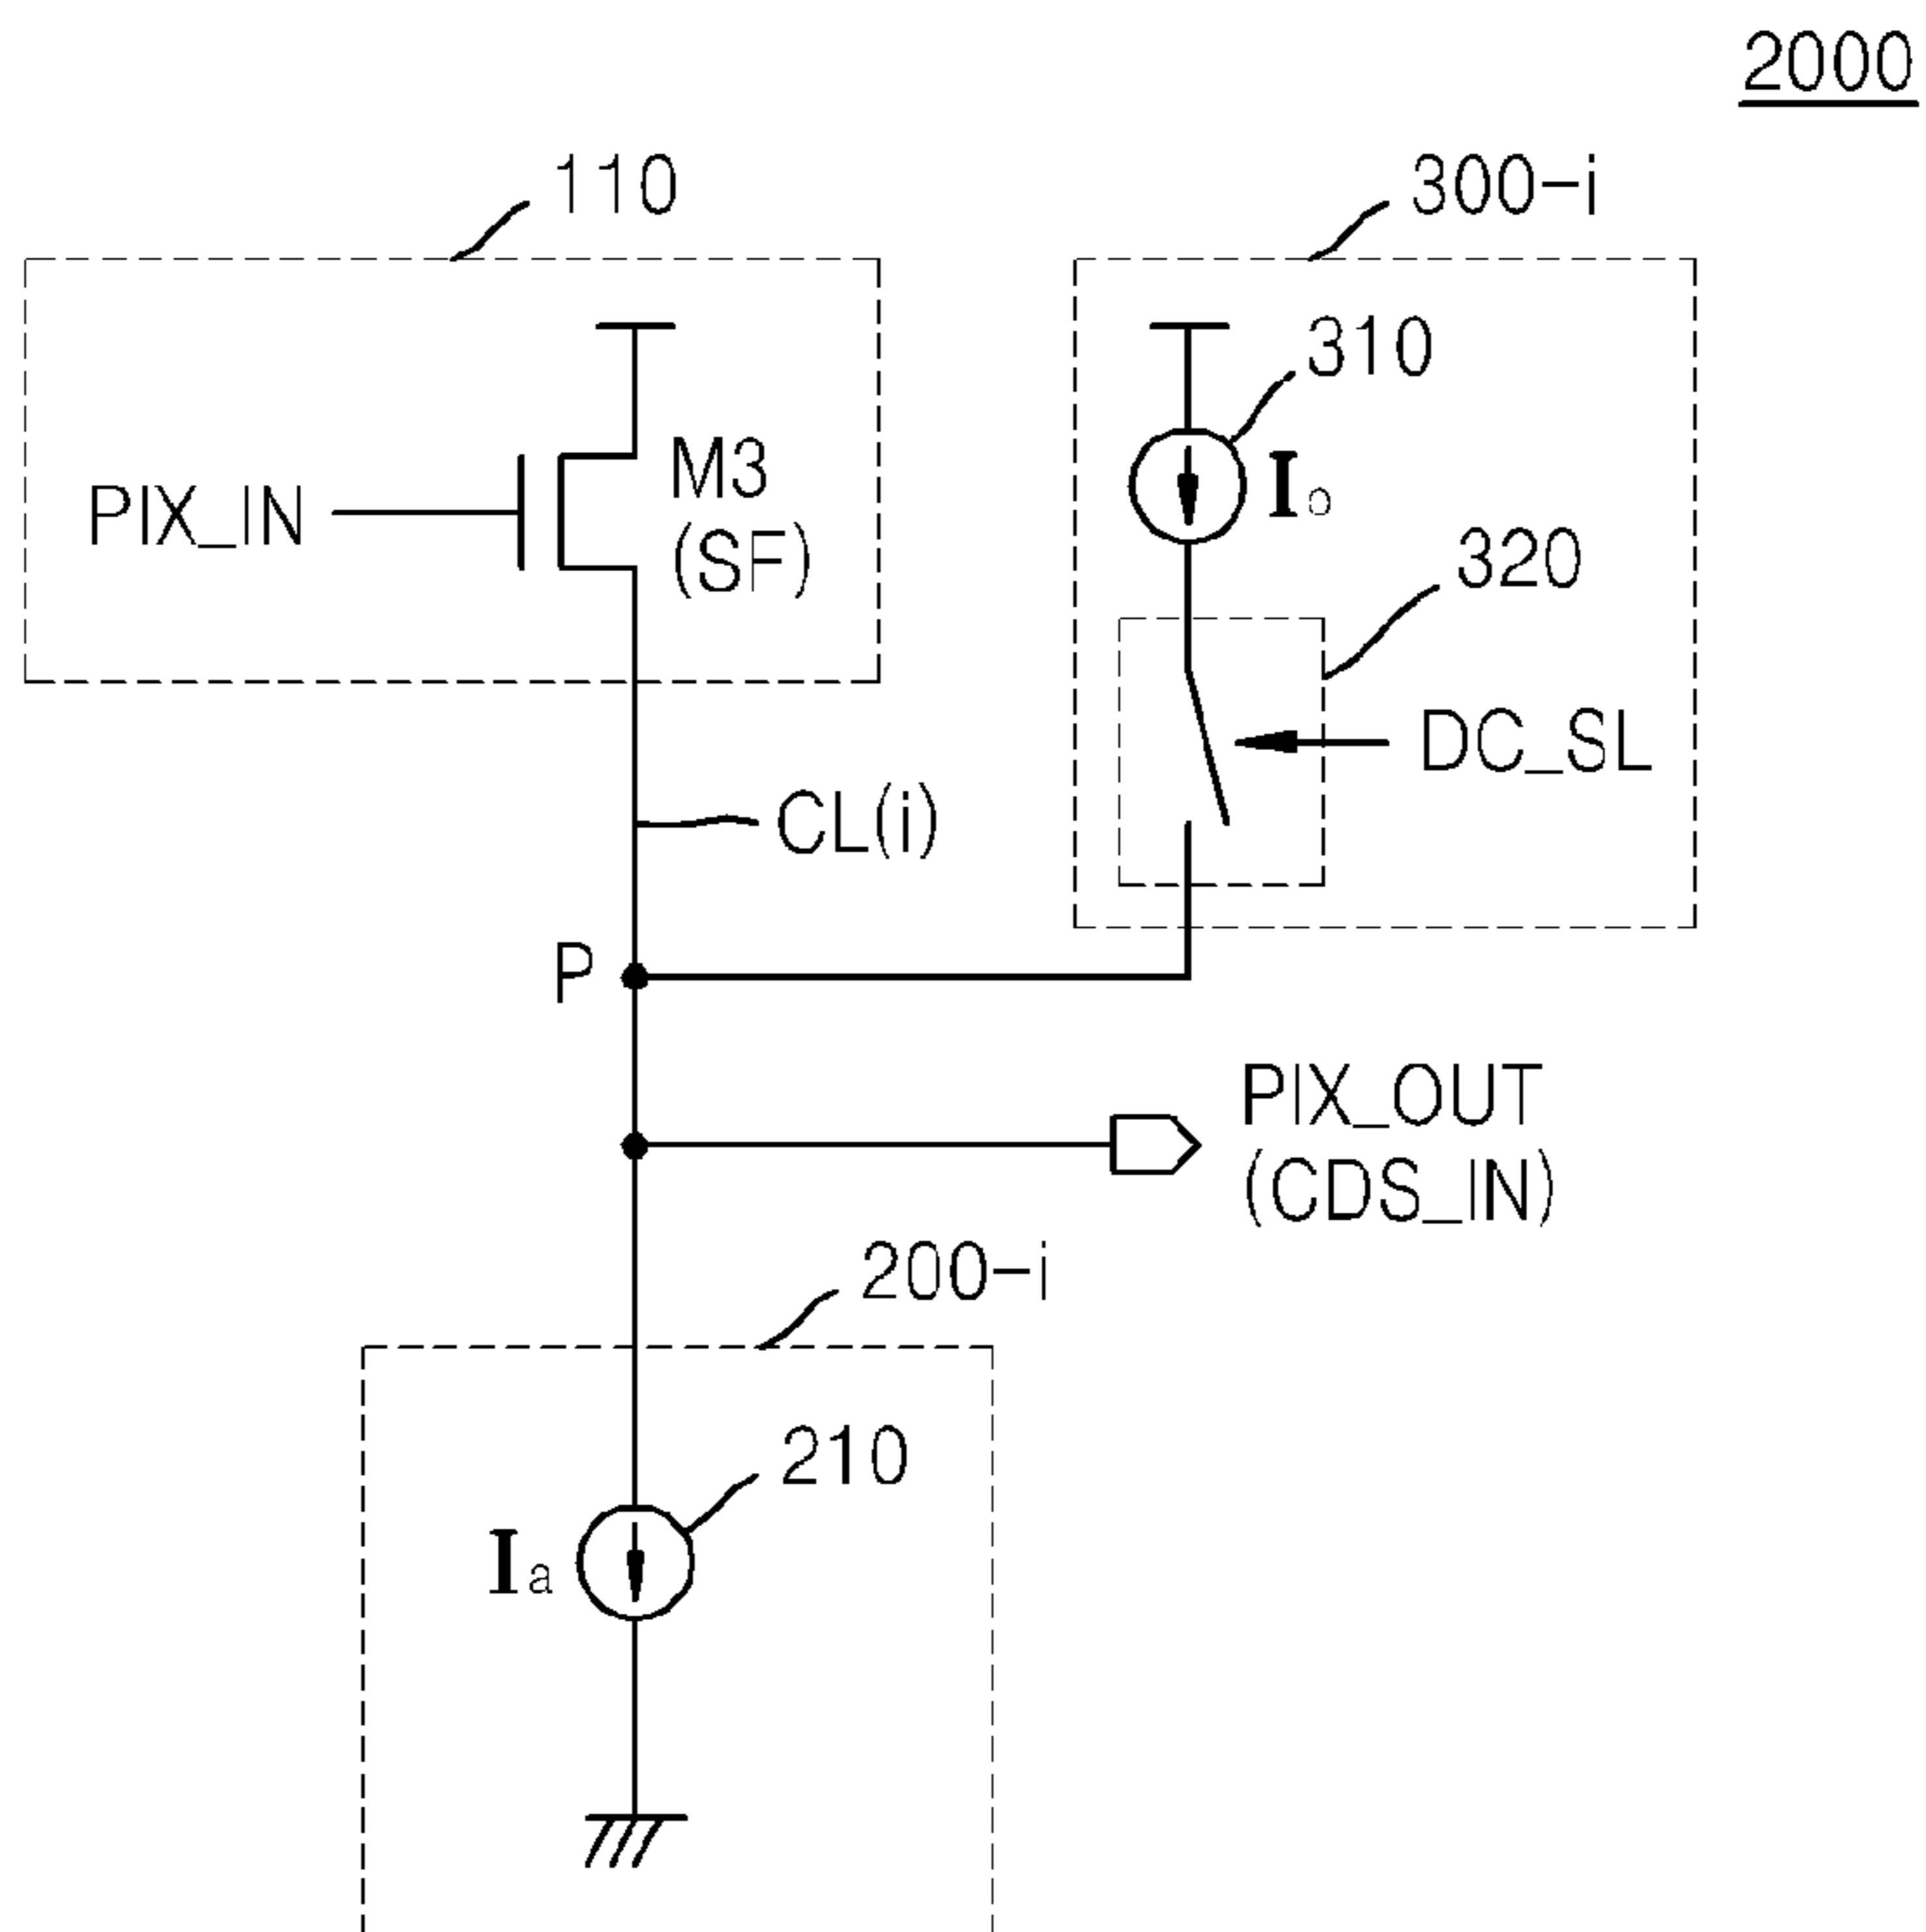 2000
110
300-i
310
M3
PIX_IN
Io
(SF)
320
DC_SL
CL(i)
P
PIX_OUT
(CDS_IN)
200-i
210
Ia